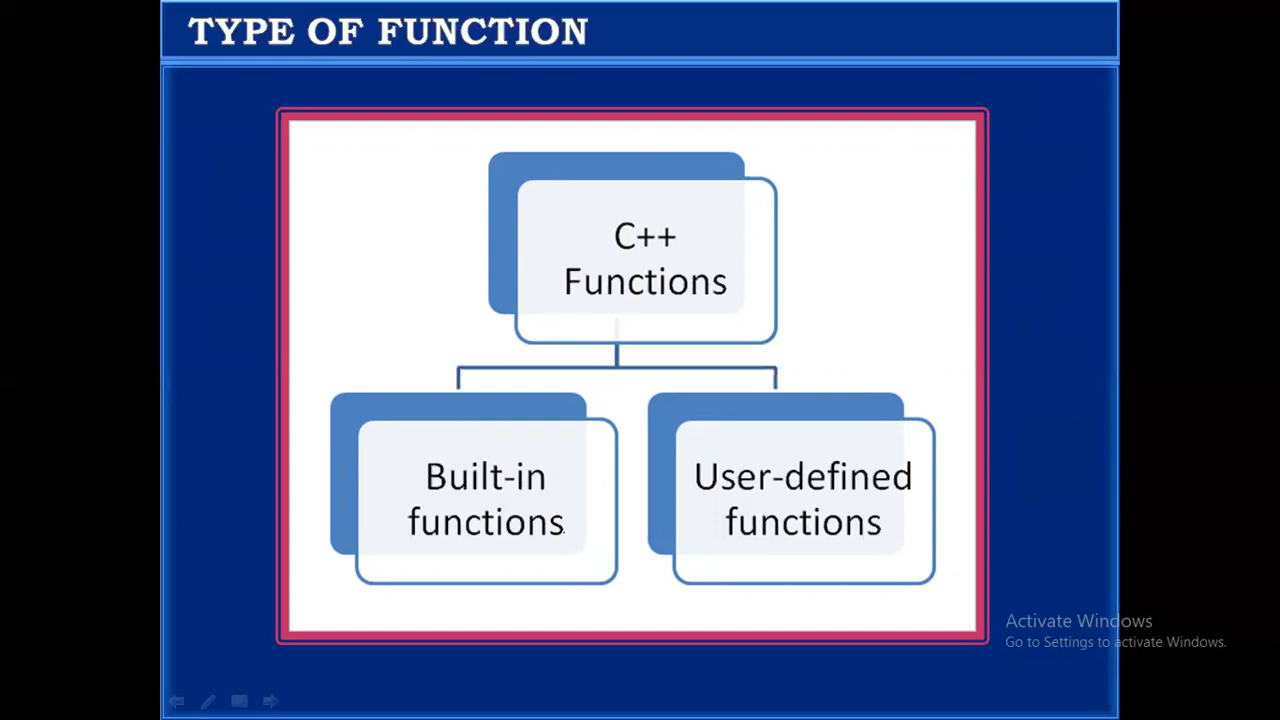 TYPE OF FUNCTION
C++
Functions
Built-in
functions
User-defined
functions
Activate Windows
Go to Settings to activate Windows.